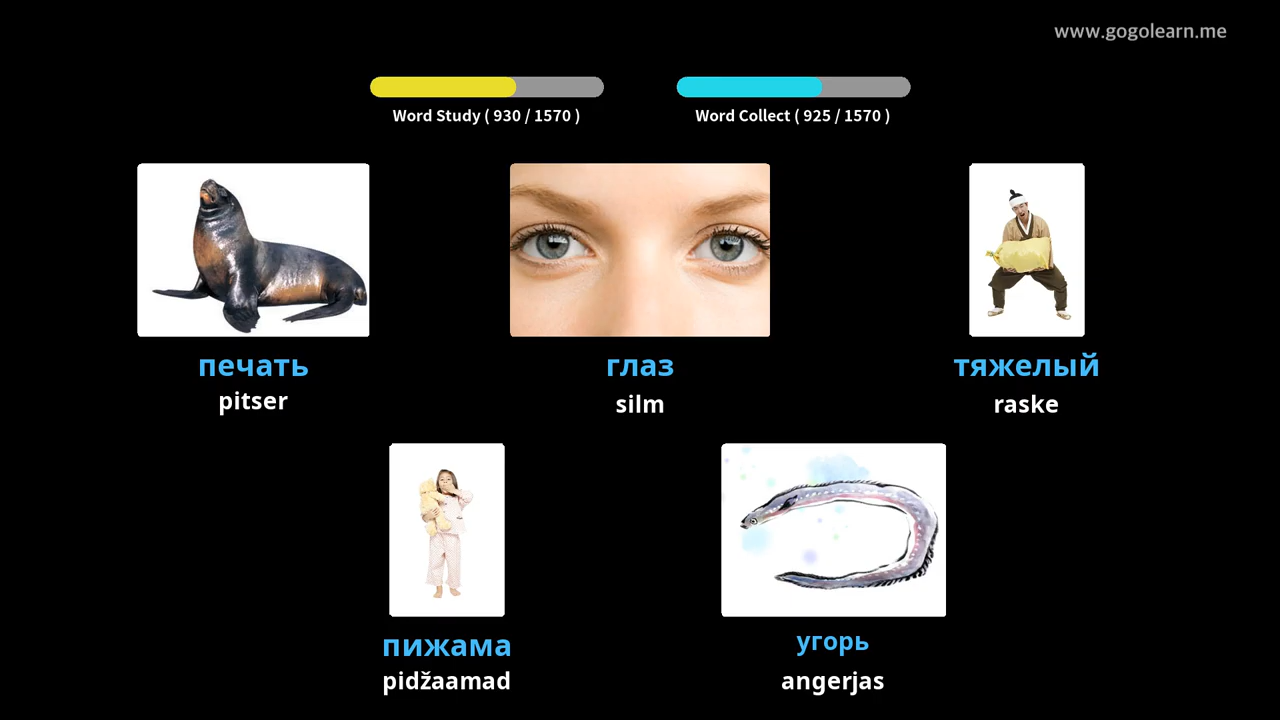 www.gogolearn.me
Word Study ( 930 / 1570 )
Word Collect ( 925 / 1570 )
печать
pitser
глаз
silm
тяжелый
raske
пижама
pidžaamad
угорь
angerjas